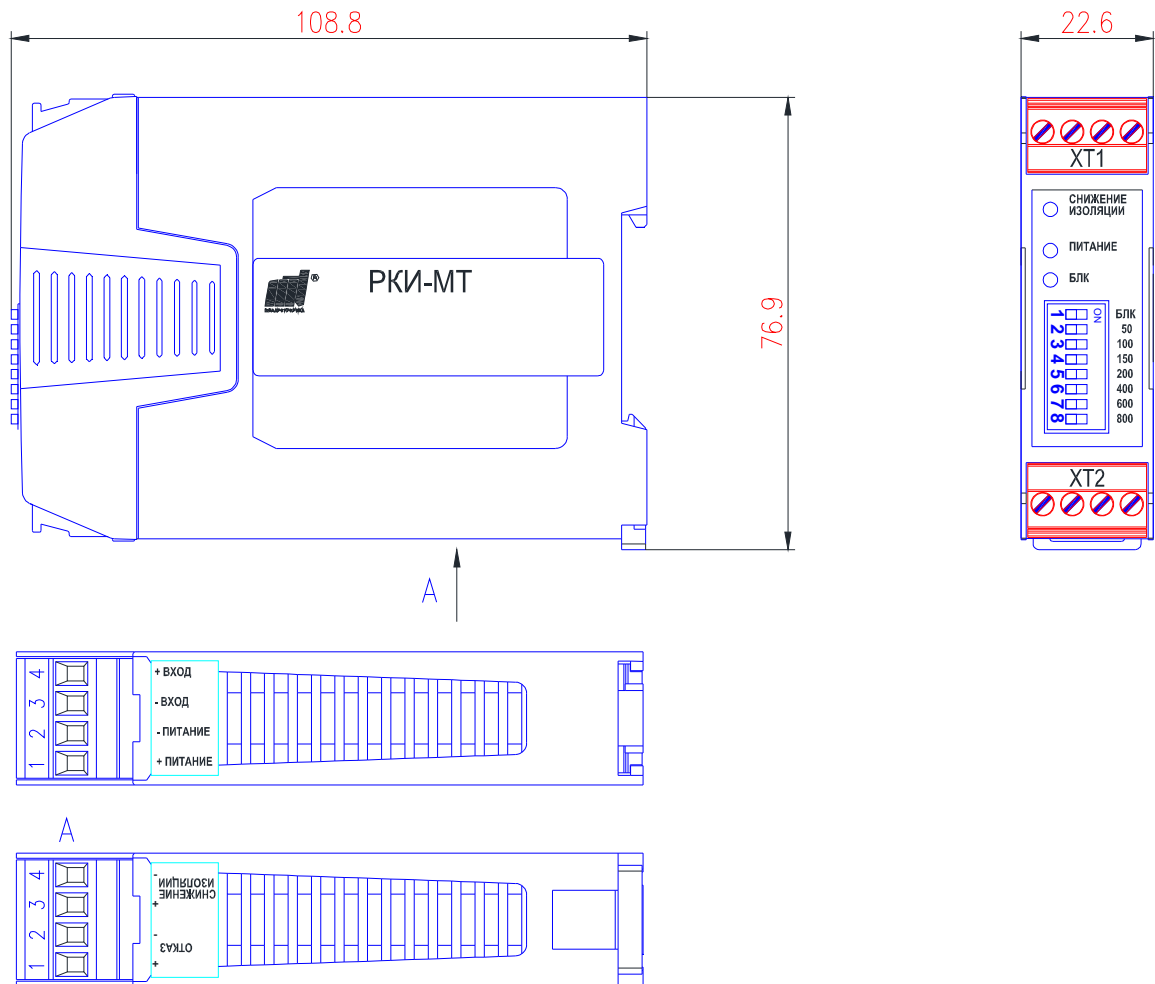 108.8
22.6
XT1
СНИЖЕНИЕ
ИЗОЛЯЦИИ
ПИТАНИЕ
БЛК
®
РКИ-МТ
76.9
ON
1 БЛК
2 50
3 100
4 150
5 200
6 400
7 600
8 800
XT2
А
4 + ВХОД
3 - ВХОД
2 - ПИТАНИЕ
1 + ПИТАНИЕ
А
4 -
СНИЖЕНИЕ
ИЗОЛЯЦИИ
3 +
2 -
ОТКАЗ
1 +